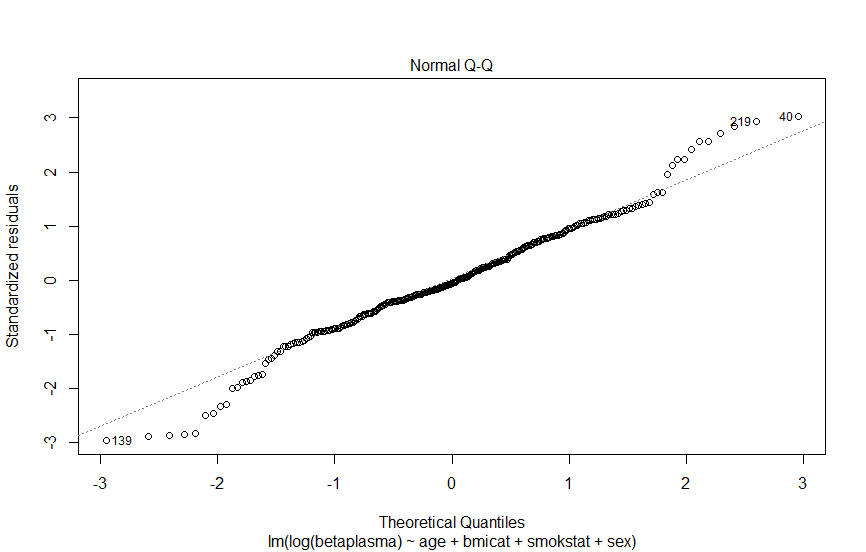 Normal Q-Q
Standardized residuals
3
2
1
0
-1
-2
-3
219
40
139
-3 -2 -1 0 1 2 3
Theoretical Quantiles
lm(log(betaplasma) ~ age + bmicat + smokstat + sex)